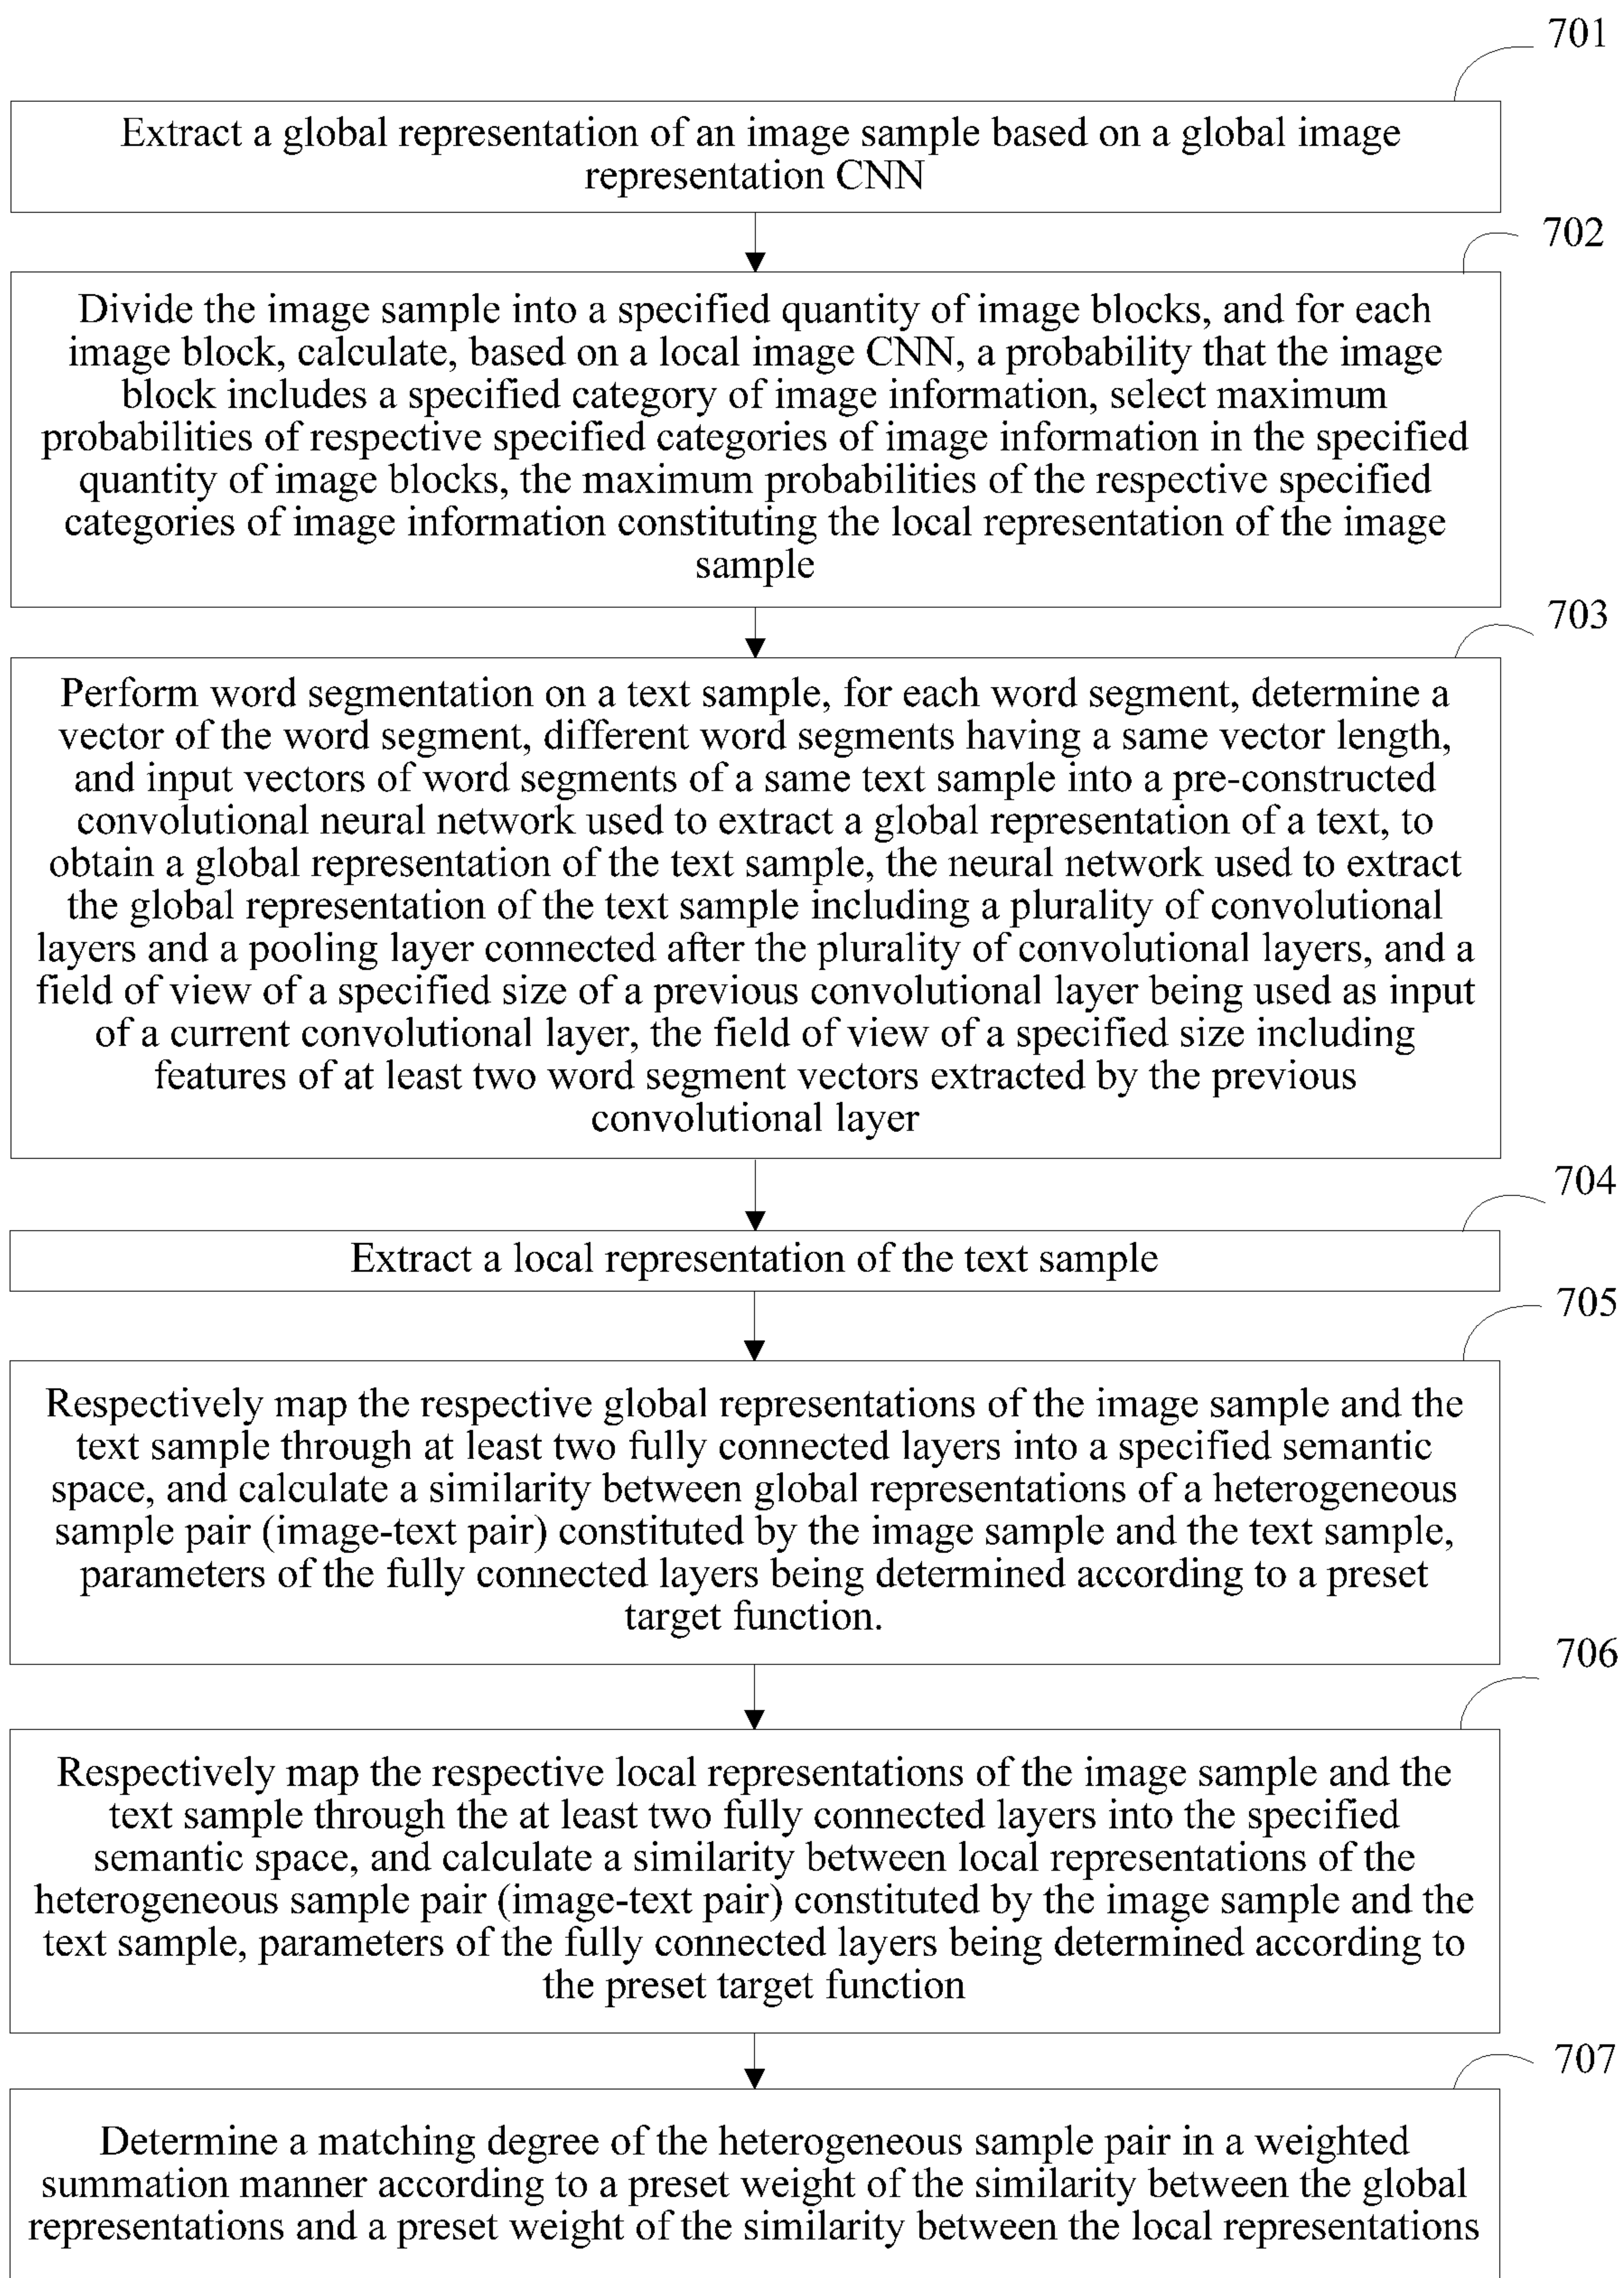 701
Extract a global representation of an image sample based on a global image
representation CNN
702
Divide the image sample into a specified quantity of image blocks, and for each
image block, calculate, based on a local image CNN, a probability that the image
block includes a specified category of image information, select maximum
probabilities of respective specified categories of image information in the specified
quantity of image blocks, the maximum probabilities of the respective specified
categories of image information constituting the local representation of the image
sample
703
Perform word segmentation on a text sample, for each word segment, determine a
vector of the word segment, different word segments having a same vector length,
and input vectors of word segments of a same text sample into a pre-constructed
convolutional neural network used to extract a global representation of a text, to
obtain a global representation of the text sample, the neural network used to extract
the global representation of the text sample including a plurality of convolutional
layers and a pooling layer connected after the plurality of convolutional layers, and a
field of view of a specified size of a previous convolutional layer being used as input
of a current convolutional layer, the field of view of a specified size including
features of at least two word segment vectors extracted by the previous
convolutional layer
704
Extract a local representation of the text sample
705
Respectively map the respective global representations of the image sample and the
text sample through at least two fully connected layers into a specified semantic
space, and calculate a similarity between global representations of a heterogeneous
sample pair (image-text pair) constituted by the image sample and the text sample,
parameters of the fully connected layers being determined according to a preset
target function.
706
Respectively map the respective local representations of the image sample and the
text sample through the at least two fully connected layers into the specified
semantic space, and calculate a similarity between local representations of the
heterogeneous sample pair (image-text pair) constituted by the image sample and the
text sample, parameters of the fully connected layers being determined according to
the preset target function
707
Determine a matching degree of the heterogeneous sample pair in a weighted
summation manner according to a preset weight of the similarity between the global
representations and a preset weight of the similarity between the local representations